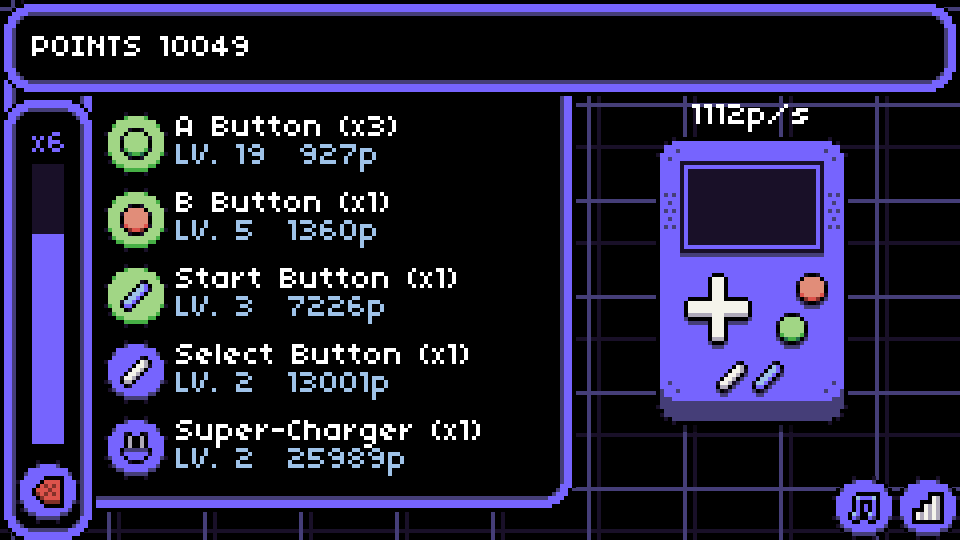 POINTS 10049
1112p/s
x6
A Button (x3)
LV. 19 927p
B Button (x1)
LV. 5 1360p
Start Button (x1)
LV. 3 7226p
Select Button (x1)
LV. 2 13001p
Super-Charger (x1)
LV. 2 25989p